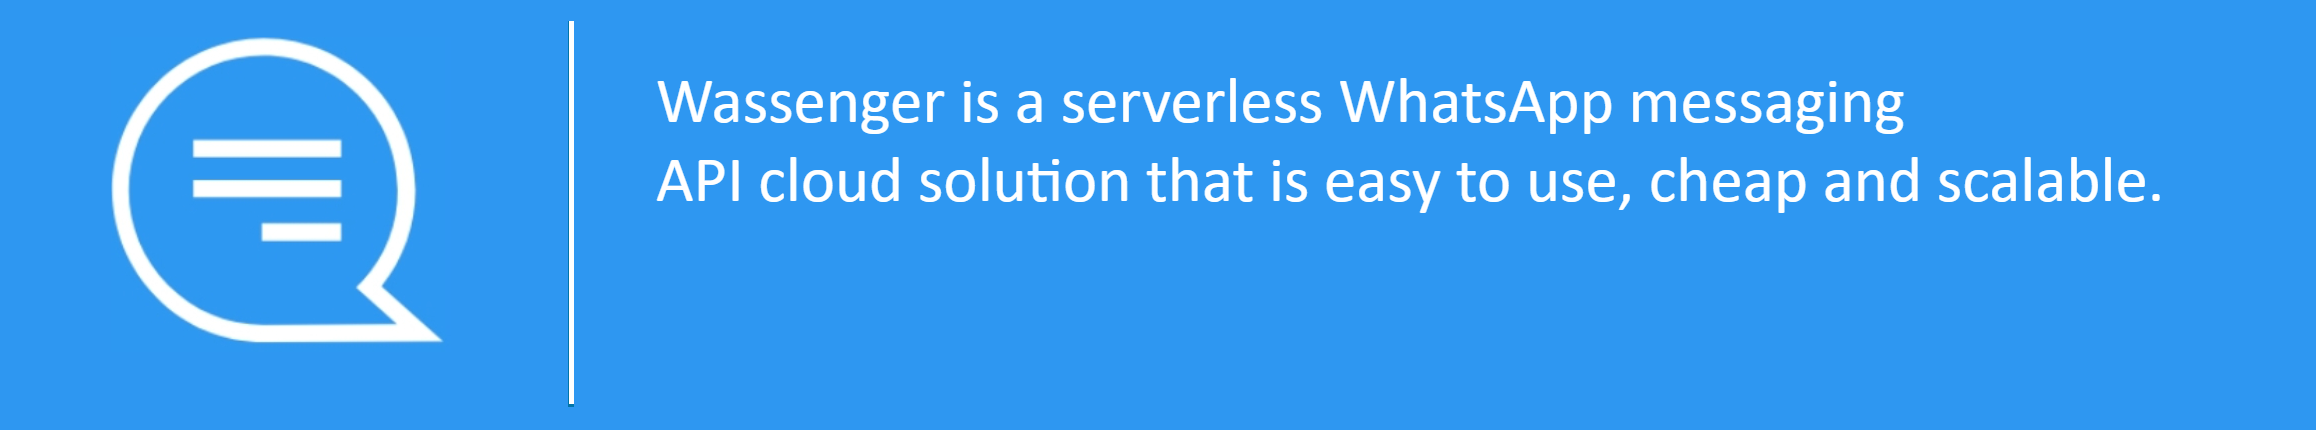 Wassenger is a serverless WhatsApp messaging
API cloud solution that is easy to use, cheap and scalable.